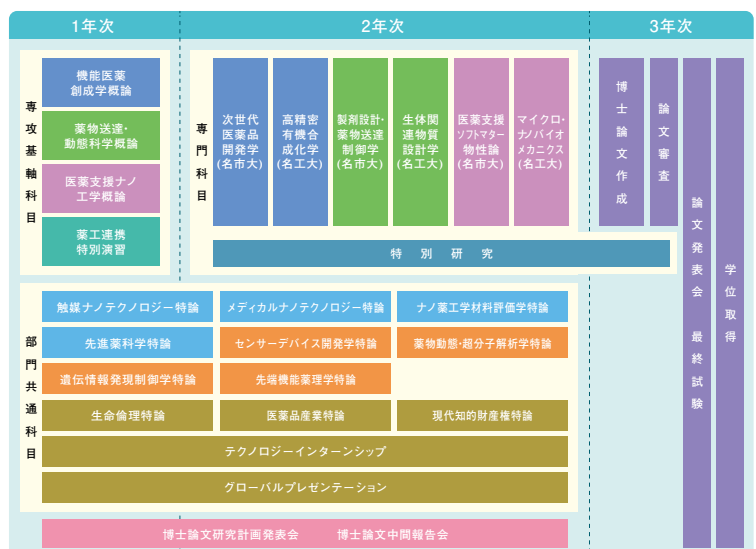 1年次
2年次
3年次
専攻基軸科目
機能医薬
創成学概論
薬物送達・
動態科学概論
医薬支援ナノ
工学概論
薬工連携
特別演習
専門科目
次世代
医薬品
開発学
(名市大)
高精密
有機合
成化学
(名工大)
製剤設計・
薬物送達
制御学
(名市大)
生体関
連物質
設計学
(名工大)
医薬支援
ソフトマター
物性論
(名市大)
マイクロ・
ナノバイオ
メカニクス
(名工大)
特別研究
博士論文作成
論文審査
論文発表会 最終試験
学位取得
部門共通科目
触媒ナノテクノロジー特論
メディカルナノテクノロジー特論
ナノ薬工学材料評価学特論
先進薬科学特論
センサーデバイス開発学特論
薬物動態・超分子解析学特論
遺伝情報発現制御学特論
先端機能薬理学特論
生命倫理特論
医薬品産業特論
現代知的財産権特論
テクノロジーインターンシップ
グローバルプレゼンテーション
博士論文研究計画発表会 博士論文中間報告会